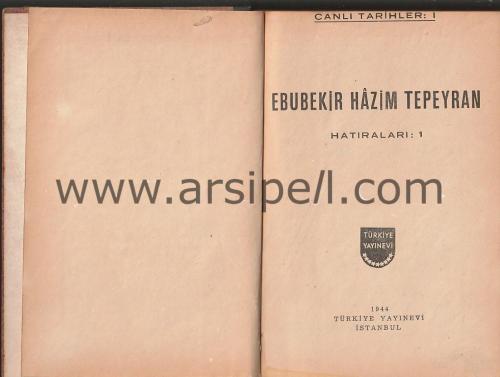 CANLI TARİHLER: I
EBUBEKİR HÂZİM TEPEYRAN
HATIRALARI: 1
www.arsipell.com
TÜRKİYE
YAYINEVİ
1944
TÜRKİYE YAYINEVİ
İSTANBUL